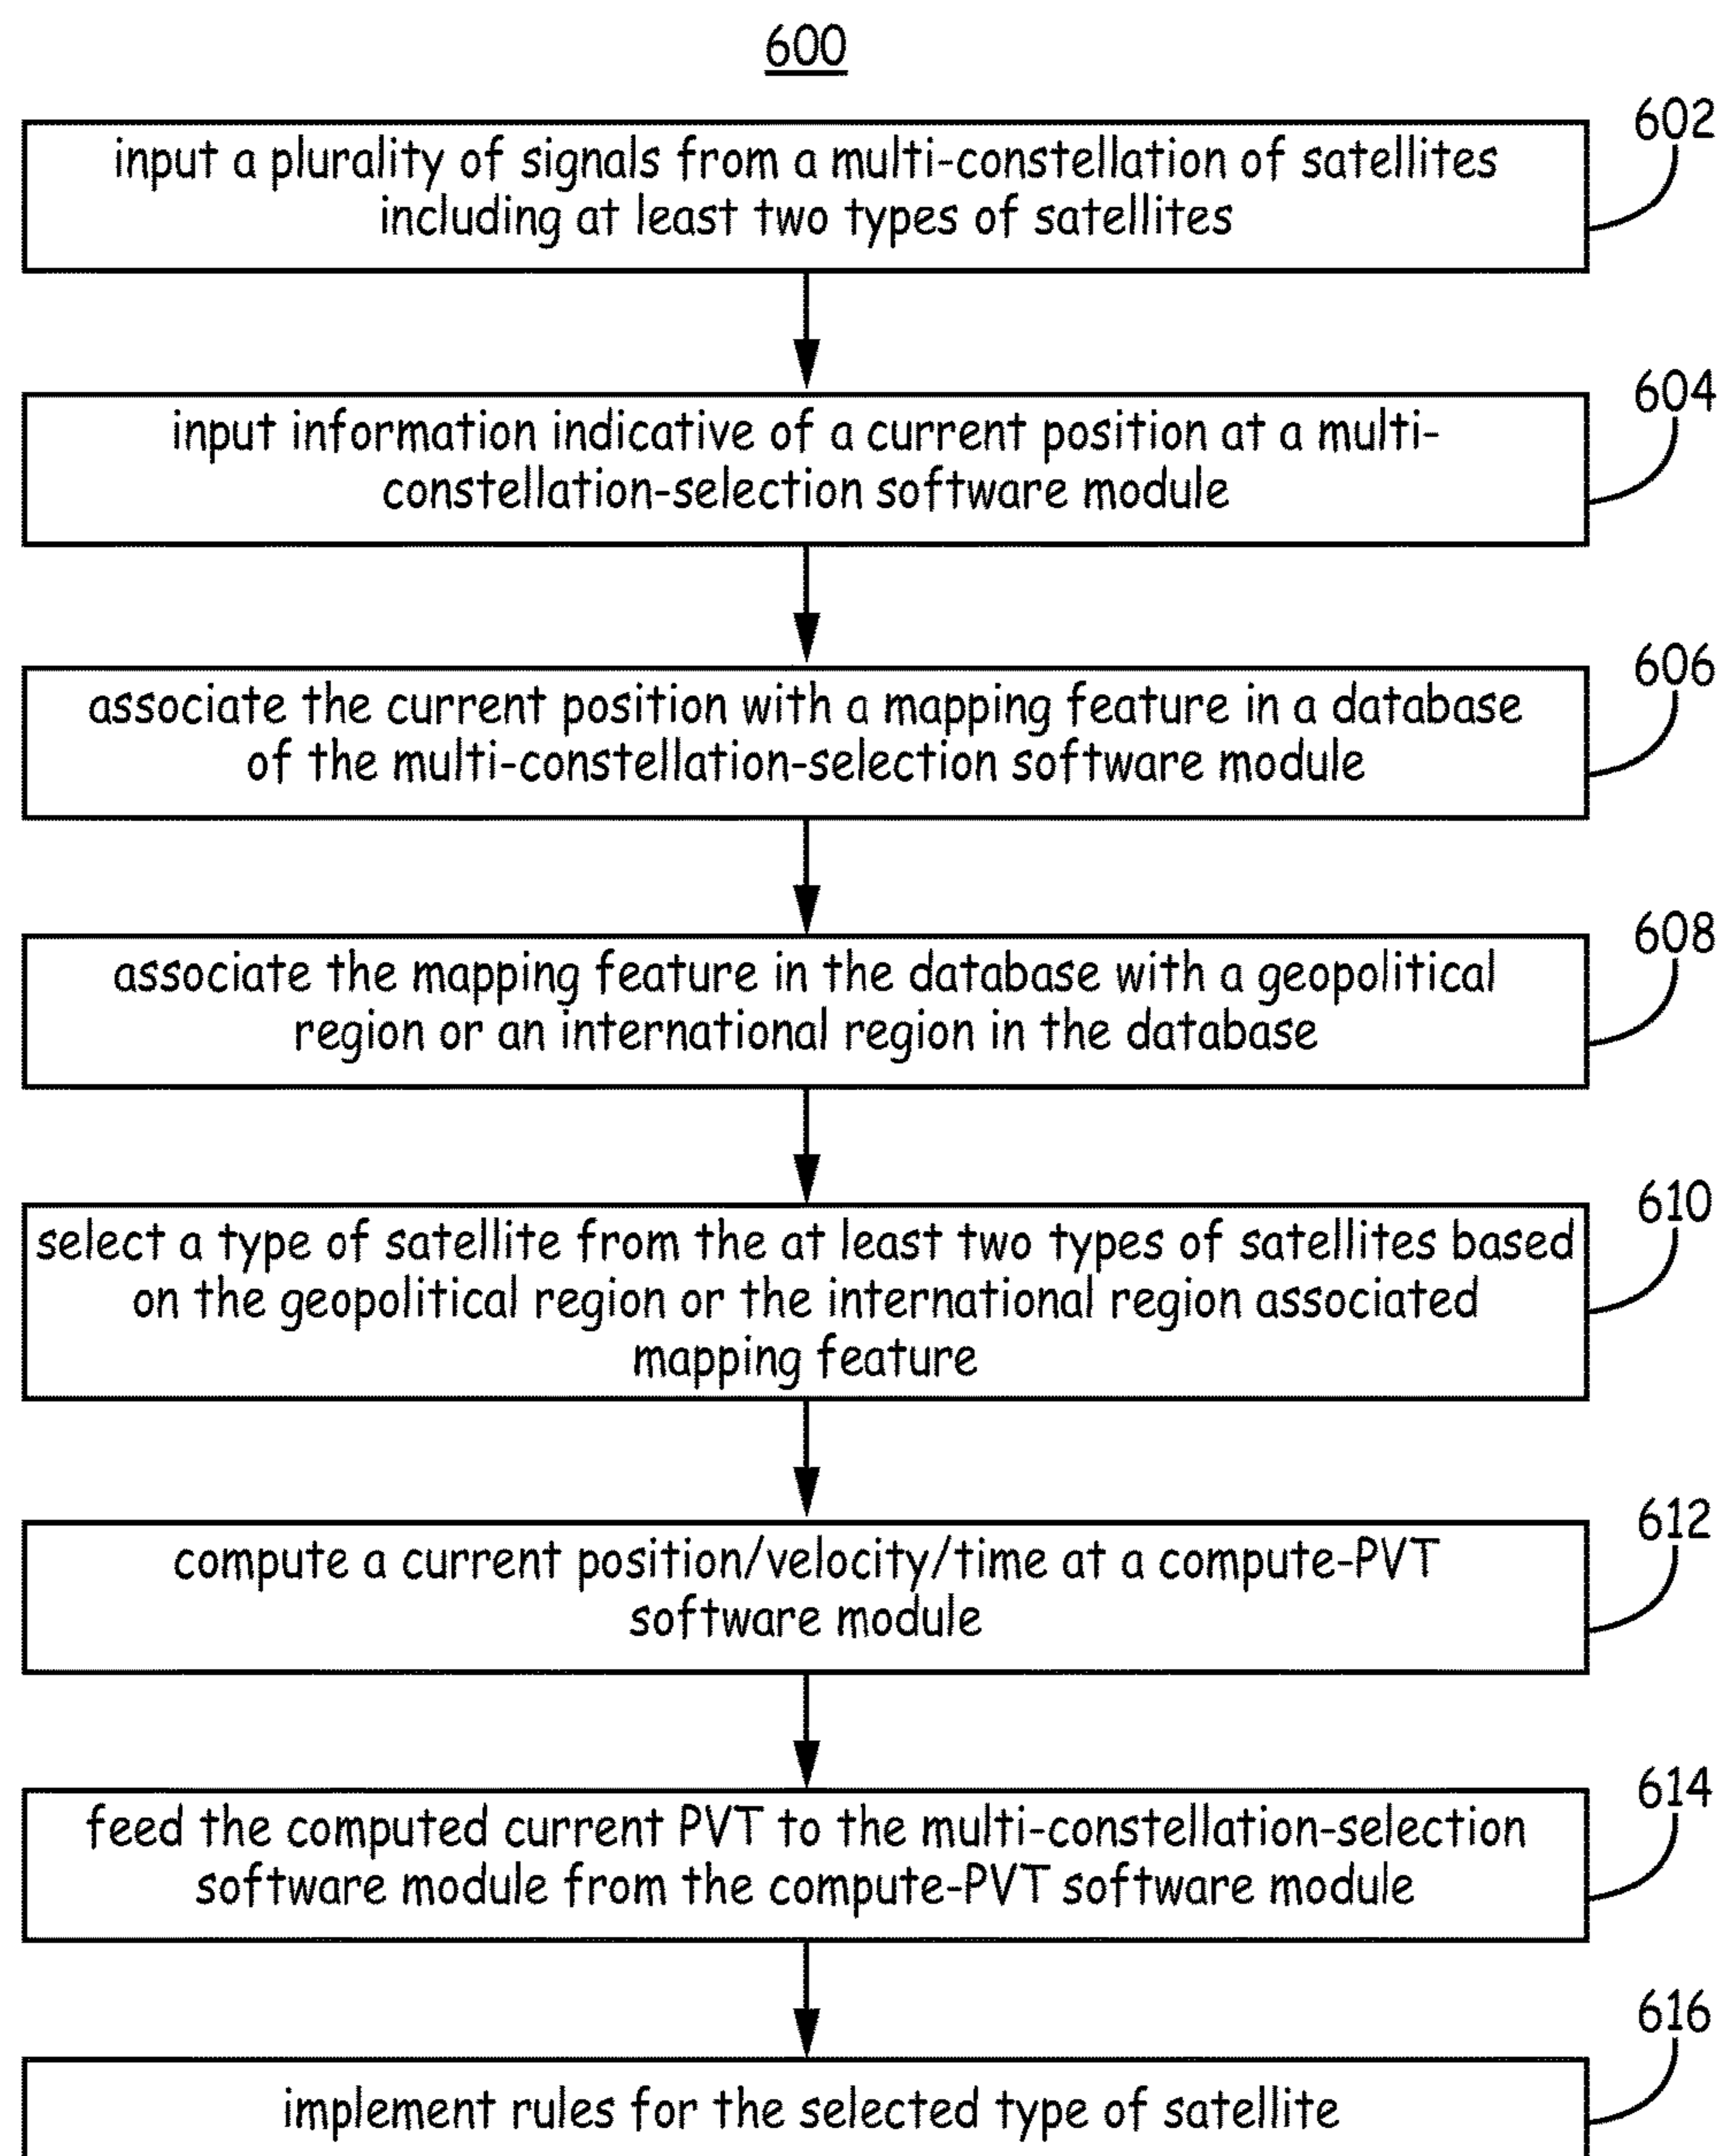 600
602
input a plurality of signals from a multi-constellation of satellites
including at least two types of satellites
604
input information indicative of a current position at a multi-
constellation-selection software module
606
associate the current position with a mapping feature in a database
of the multi-constellation-selection software module
608
associate the mapping feature in the database with a geopolitical
region or an international region in the database
610
select a type of satellite from the at least two types of satellites based
on the geopolitical region or the international region associated
mapping feature
612
compute a current position/velocity/time at a compute-PVT
software module
614
feed the computed current PVT to the multi-constellation-selection
software module from the compute-PVT software module
616
implement rules for the selected type of satellite